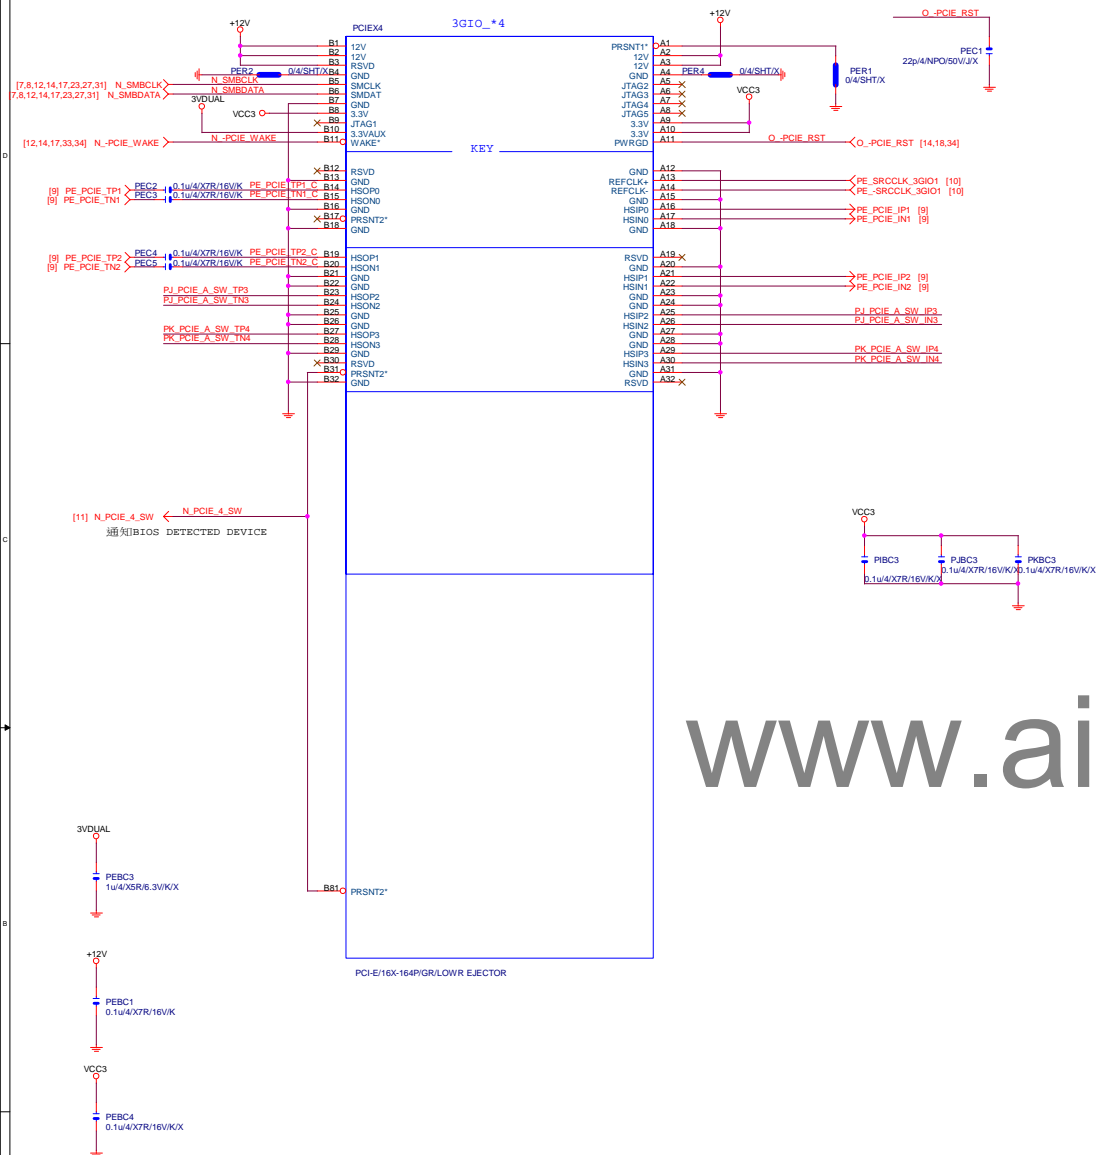 3GIO_*4
PCIEX4
+12V
+12V
O_-PCIE_RST
PEC1
22p/4/NPO/50V/J/X
B1 12V
B2 12V
B3 RSVD
B4 GND
B5 SMCLK
B6 SMDAT
B7 GND
B8 3.3V
B9 JTAG1
B10 3.3VAUX
B11 WAKE*
PRSNT1* A1
12V A2
12V A3
GND A4
JTAG2 A5
JTAG3 A6
JTAG4 A7
JTAG5 A8
3.3V A9
3.3V A10
PWRGD A11
PER2 0/4/SHT/X
PER4 0/4/SHT/X
PER1
0/4/SHT/X
[7,8,12,14,17,23,27,31] N_SMBCLK N_SMBCLK
[7,8,12,14,17,23,27,31] N_SMBDATA N_SMBDATA
3VDUAL
VCC3
VCC3
[12,14,17,33,34] N_-PCIE_WAKE N_-PCIE_WAKE
O_-PCIE_RST O_-PCIE_RST [14,18,34]
KEY
B12 RSVD
B13 GND
B14 HSOP0
B15 HSON0
B16 GND
B17 PRSNT2*
B18 GND
GND A12
REFCLK+ A13
REFCLK- A14
GND A15
HSIP0 A16
HSIN0 A17
GND A18
[9] PE_PCIE_TP1 PEC2 0.1u/4/X7R/16V/K PE_PCIE_TP1_C
[9] PE_PCIE_TN1 PEC3 0.1u/4/X7R/16V/K PE_PCIE_TN1_C
PE_SRCCLK_3GIO1 [10]
PE_-SRCCLK_3GIO1 [10]
PE_PCIE_IP1 [9]
PE_PCIE_IN1 [9]
B19 HSOP1
B20 HSON1
B21 GND
B22 GND
B23 HSOP2
B24 HSON2
B25 GND
B26 GND
B27 HSOP3
B28 HSON3
B29 GND
B30 RSVD
B31 PRSNT2*
B32 GND
RSVD A19
GND A20
HSIP1 A21
HSIN1 A22
GND A23
GND A24
HSIP2 A25
HSIN2 A26
GND A27
GND A28
HSIP3 A29
HSIN3 A30
GND A31
RSVD A32
[9] PE_PCIE_TP2 PEC4 0.1u/4/X7R/16V/K PE_PCIE_TP2_C
[9] PE_PCIE_TN2 PEC5 0.1u/4/X7R/16V/K PE_PCIE_TN2_C
PJ_PCIE_A_SW_TP3
PJ_PCIE_A_SW_TN3
PK_PCIE_A_SW_TP4
PK_PCIE_A_SW_TN4
PE_PCIE_IP2 [9]
PE_PCIE_IN2 [9]
PJ_PCIE_A_SW_IP3
PJ_PCIE_A_SW_IN3
PK_PCIE_A_SW_IP4
PK_PCIE_A_SW_IN4
[11] N_PCIE_4_SW N_PCIE_4_SW
通知BIOS DETECTED DEVICE
VCC3
PIBC3
0.1u/4/X7R/16V/K/X
PJBC3
0.1u/4/X7R/16V/K/X
PKBC3
0.1u/4/X7R/16V/K/X
www.ai
3VDUAL
PEBC3
1u/4/X5R/6.3V/K/X
B81 PRSNT2*
PCI-E/16X-164P/GR/LOWR EJECTOR
+12V
PEBC1
0.1u/4/X7R/16V/K
VCC3
PEBC4
0.1u/4/X7R/16V/K/X
D
C
B